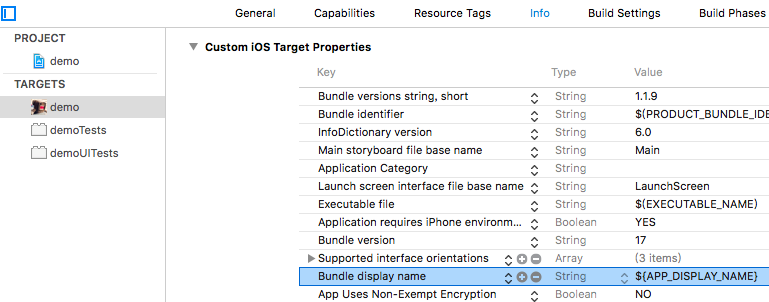 General Capabilities Resource Tags Info Build Settings Build Phases
PROJECT
demo
TARGETS
demo
demoTests
demoUITests
Custom iOS Target Properties
Key Type Value
Bundle versions string, short String 1.1.9
Bundle identifier String $(PRODUCT_BUNDLE_IDE
InfoDictionary version String 6.0
Main storyboard file base name String Main
Application Category String
Launch screen interface file base name String LaunchScreen
Executable file String $(EXECUTABLE_NAME)
Application requires iPhone environm... Boolean YES
Bundle version String 17
Supported interface orientations Array (3 items)
Bundle display name String ${APP_DISPLAY_NAME}
App Uses Non-Exempt Encryption Boolean NO